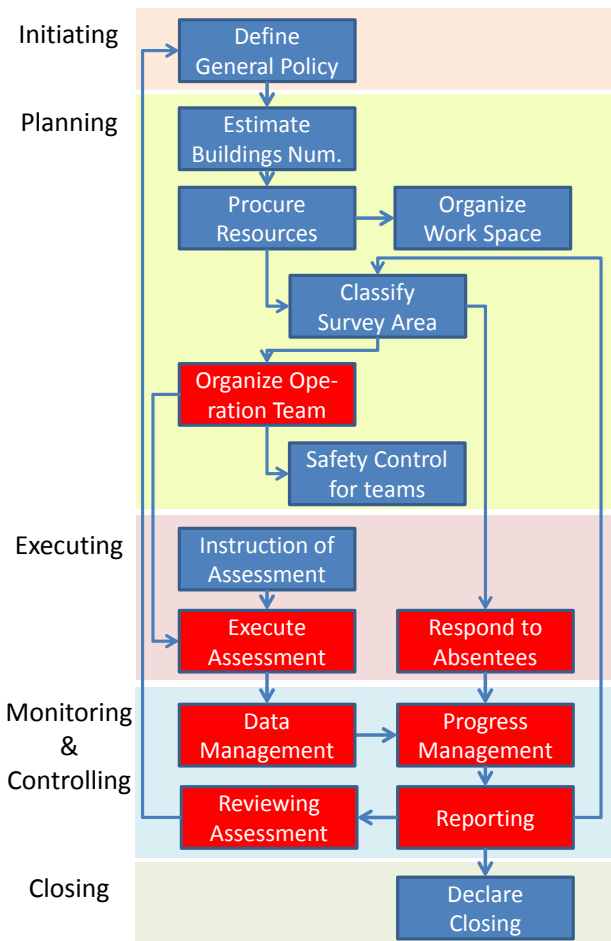 Initiating
Define
General Policy
Planning
Estimate
Buildings Num.
Procure
Resources
Organize
Work Space
Classify
Survey Area
Organize Ope-
ration Team
Safety Control
for teams
Executing
Instruction of
Assessment
Execute
Assessment
Respond to
Absentees
Monitoring
&
Controlling
Data
Management
Progress
Management
Reviewing
Assessment
Reporting
Closing
Declare
Closing